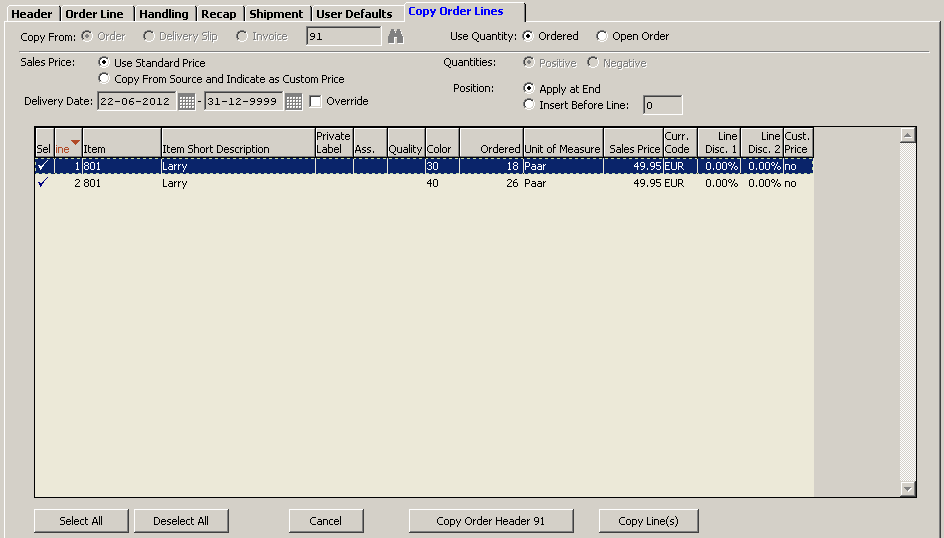 Header Order Line Handling Recap Shipment User Defaults Copy Order Lines
Copy From: Order Delivery Slip Invoice 91 Use Quantity: Ordered Open Order
Sales Price: Use Standard Price Quantities: Positive Negative
Copy From Source and Indicate as Custom Price
Position: Apply at End
Delivery Date: 22-06-2012 - 31-12-9999 Override
Insert Before Line: 0
Sel ine Item Item Short Description Private Label Ass. Quality Color Ordered Unit of Measure Sales Price Curr. Code Line Disc. 1 Line Disc. 2 Cust. Price
1 801 Larry 30 18 Paar 49.95 EUR 0.00% 0.00% no
2 801 Larry 40 26 Paar 49.95 EUR 0.00% 0.00% no
Select All Deselect All Cancel Copy Order Header 91 Copy Line(s)